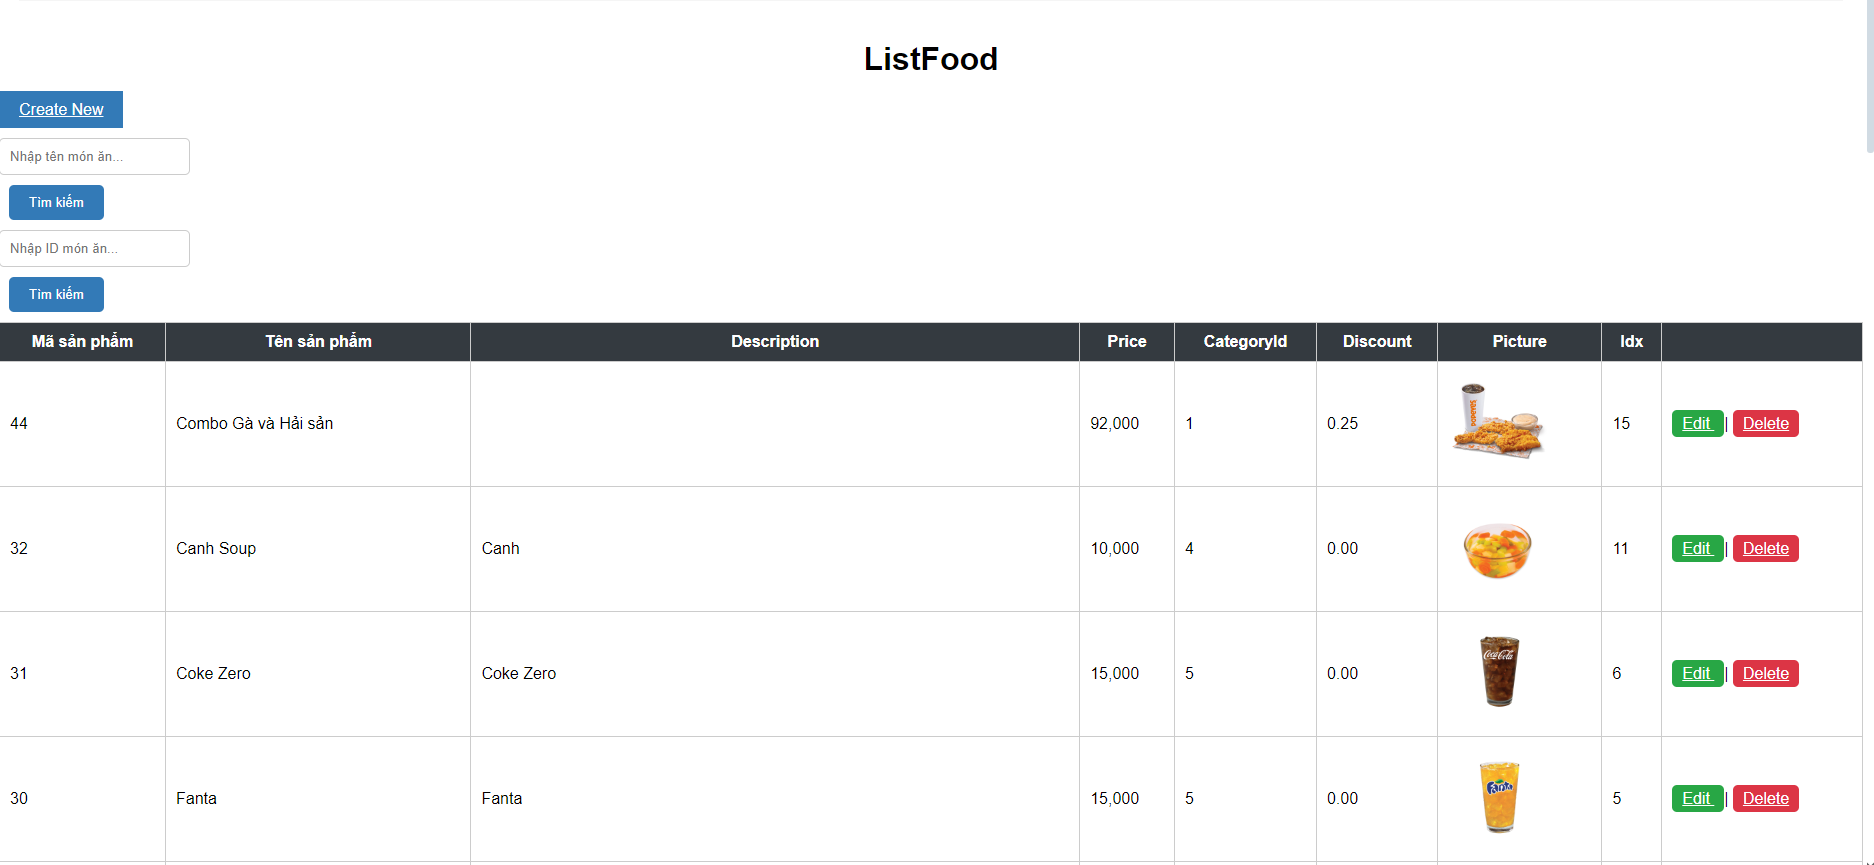 ListFood
Create New
Nhập tên món ăn...
Tìm kiếm
Nhập ID món ăn...
Tìm kiếm
Mã sản phẩm Tên sản phẩm Description Price CategoryId Discount Picture Idx
44 Combo Gà và Hải sản 92,000 1 0.25 POPEYES 15 Edit | Delete
32 Canh Soup Canh 10,000 4 0.00 11 Edit | Delete
31 Coke Zero Coke Zero 15,000 5 0.00 Coca-Cola 6 Edit | Delete
30 Fanta Fanta 15,000 5 0.00 Fanta 5 Edit | Delete